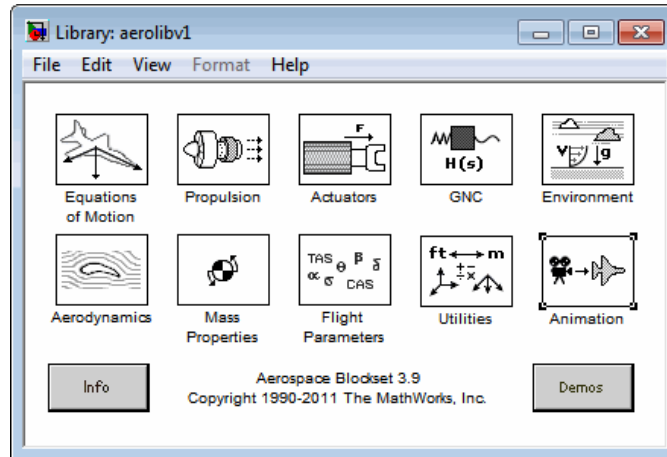 Library: aerolibv1
File Edit View Format Help
F
H(s)
V g
Equations
of Motion
Propulsion
Actuators
GNC
Environment
TAS θ β δ
α σ CAS
ft ↔ m
+ - ÷ ×
Aerodynamics
Mass
Properties
Flight
Parameters
Utilities
Animation
Info
Aerospace Blockset 3.9
Copyright 1990-2011 The MathWorks, Inc.
Demos